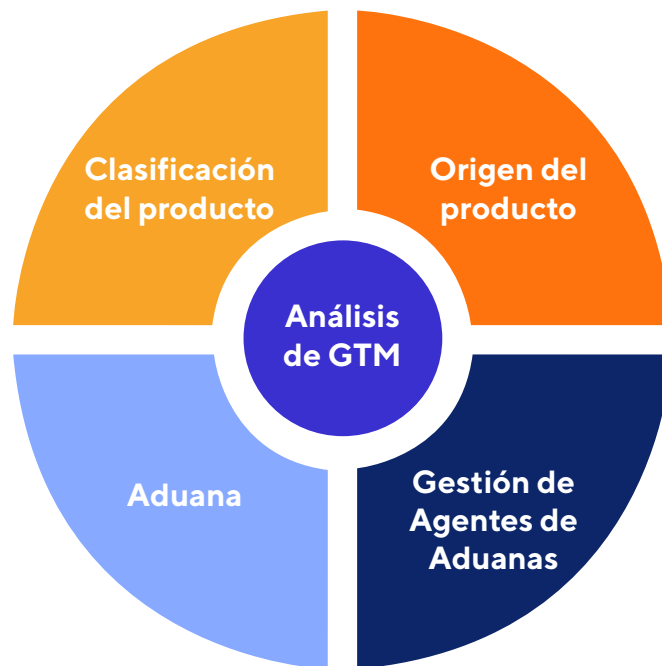 Clasificación
del producto
Origen del
producto
Análisis
de GTM
Aduana
Gestión de
Agentes de
Aduanas